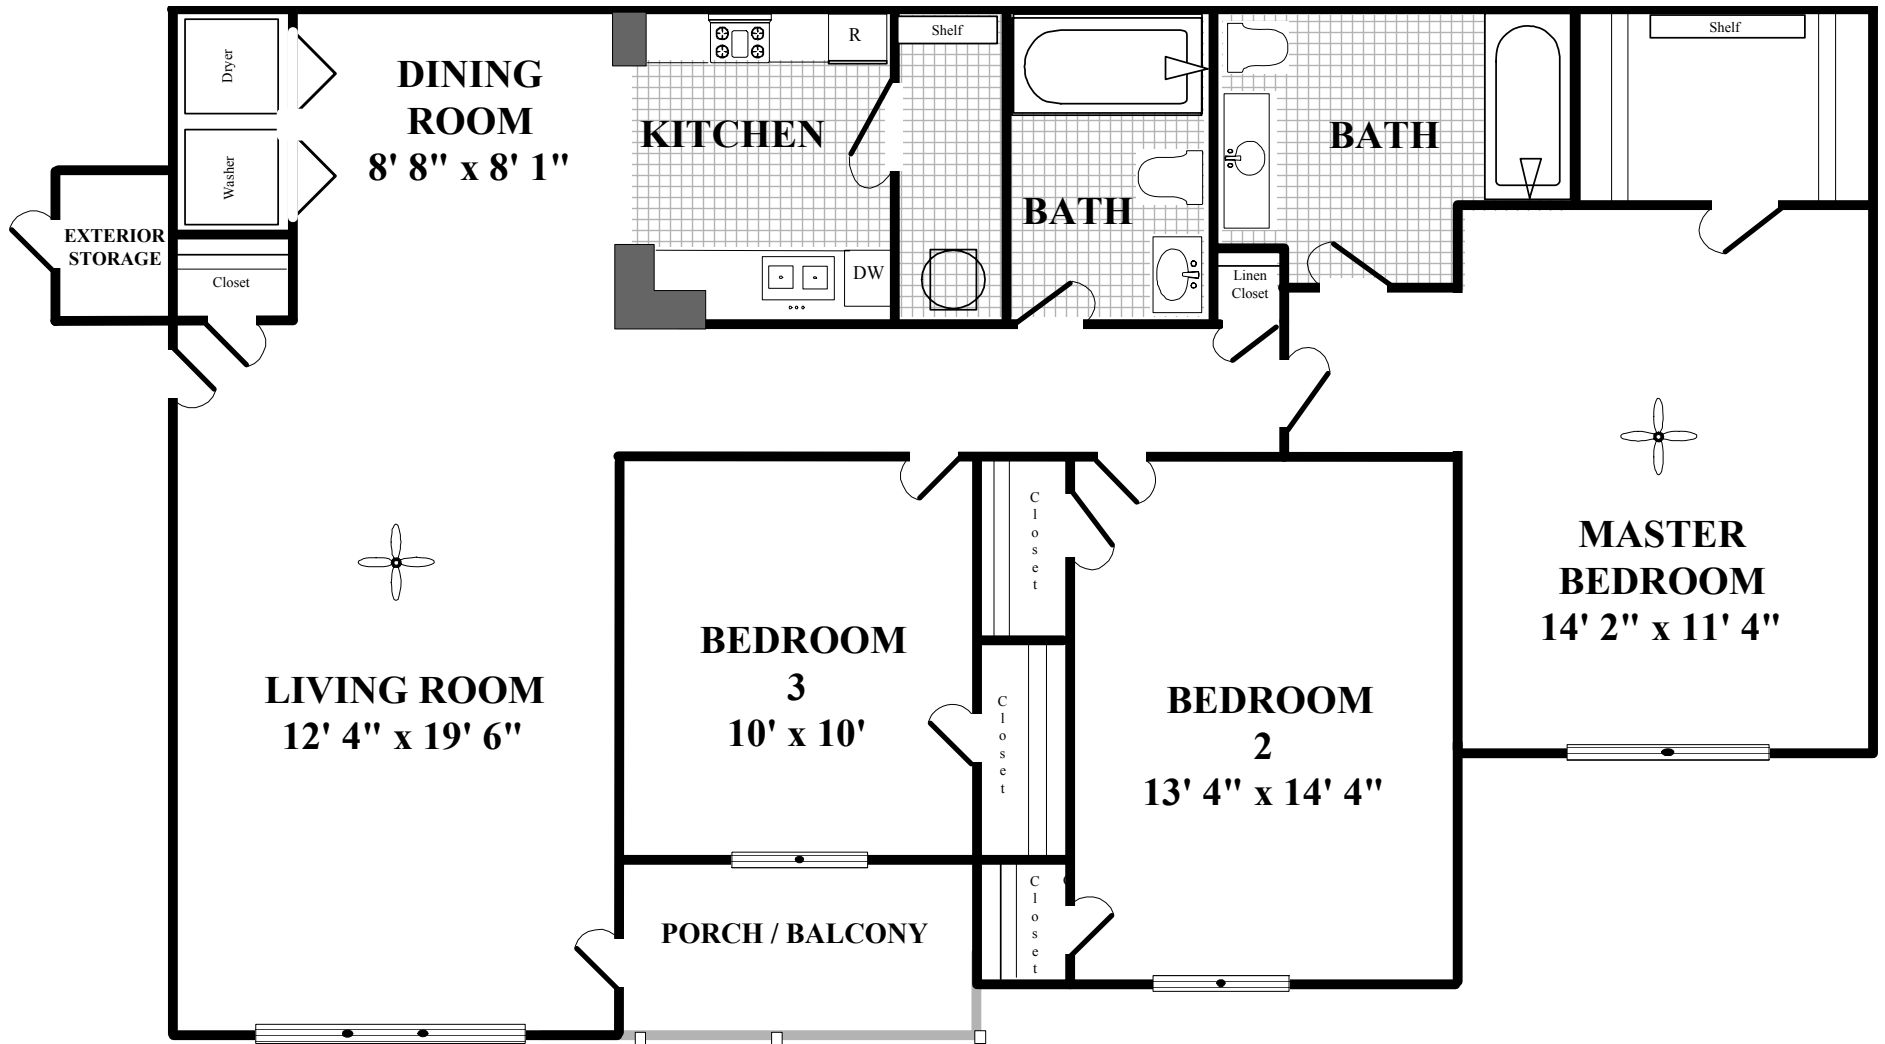 Dryer
Washer
EXTERIOR
STORAGE
Closet
DINING
ROOM
8' 8" x 8' 1"
KITCHEN
R
DW
Shelf
BATH
BATH
Linen
Closet
Shelf
LIVING ROOM
12' 4" x 19' 6"
BEDROOM
3
10' x 10'
Closet
Closet
Closet
PORCH / BALCONY
BEDROOM
2
13' 4" x 14' 4"
MASTER
BEDROOM
14' 2" x 11' 4"